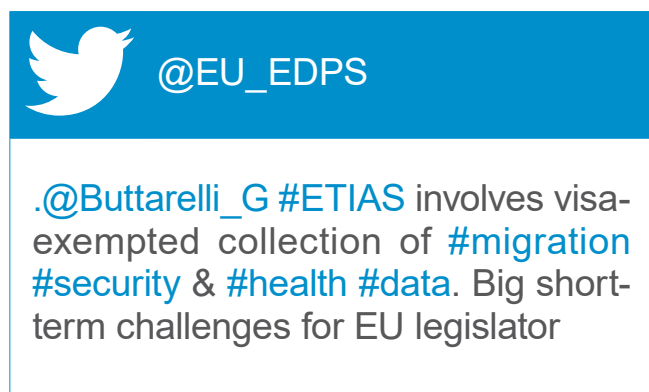 @EU_EDPS
.@Buttarelli_G #ETIAS involves visa-
exempted collection of #migration
#security & #health #data. Big short-
term challenges for EU legislator